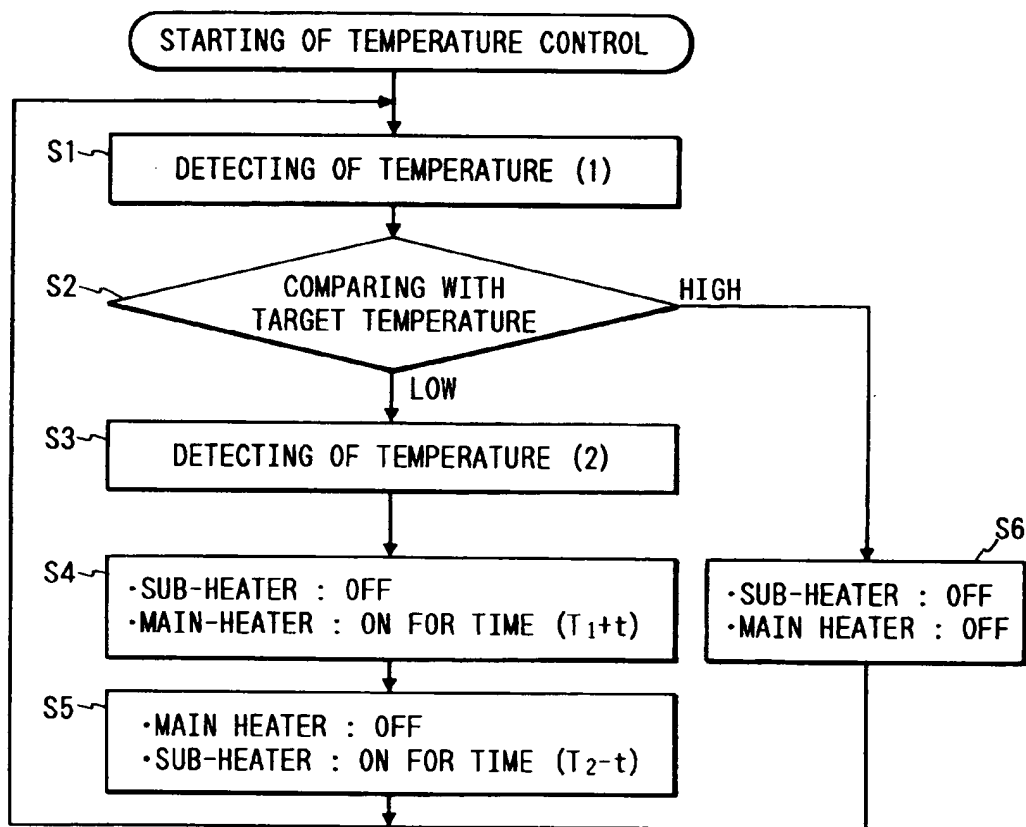 STARTING OF TEMPERATURE CONTROL
S1
DETECTING OF TEMPERATURE (1)
S2
COMPARING WITH
TARGET TEMPERATURE
HIGH
LOW
S3
DETECTING OF TEMPERATURE (2)
S4
·SUB-HEATER : OFF
·MAIN-HEATER : ON FOR TIME (T₁+t)
S6
·SUB-HEATER : OFF
·MAIN HEATER : OFF
S5
·MAIN HEATER : OFF
·SUB-HEATER : ON FOR TIME (T₂-t)